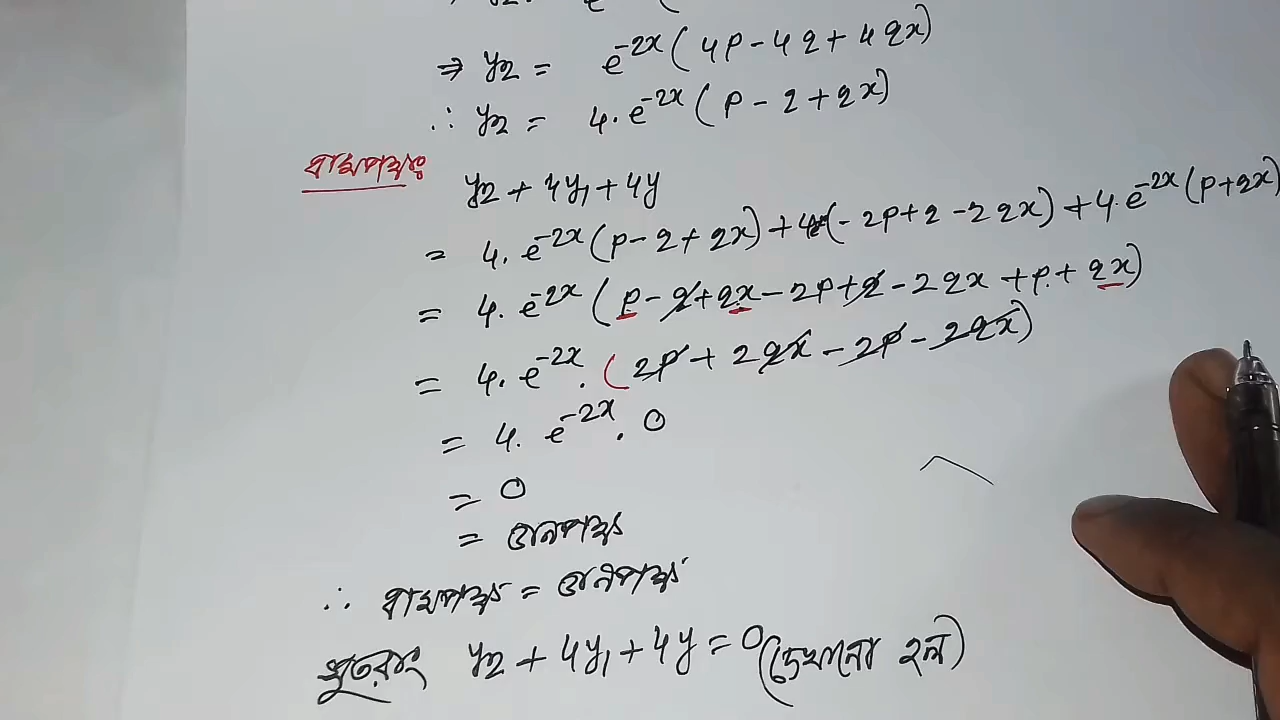 ⇒ y₂ = e⁻²ˣ(4p - 4q + 4qx)
∴ y₂ = 4. e⁻²ˣ(p - q + qx)
বামপক্ষঃ
y₂ + 4y₁ + 4y
= 4. e⁻²ˣ(p - q + qx) + 4(-2p + q - 2qx) + 4. e⁻²ˣ(p + qx)
= 4. e⁻²ˣ(p - q + qx - 2p + q - 2qx + p + qx)
= 4. e⁻²ˣ. (2p + 2qx - 2p - 2qx)
= 4. e⁻²ˣ. 0
= 0
= ডানপক্ষ
∴ বামপক্ষ = ডানপক্ষ
সুতরাং y₂ + 4y₁ + 4y = 0 (দেখানো হল)